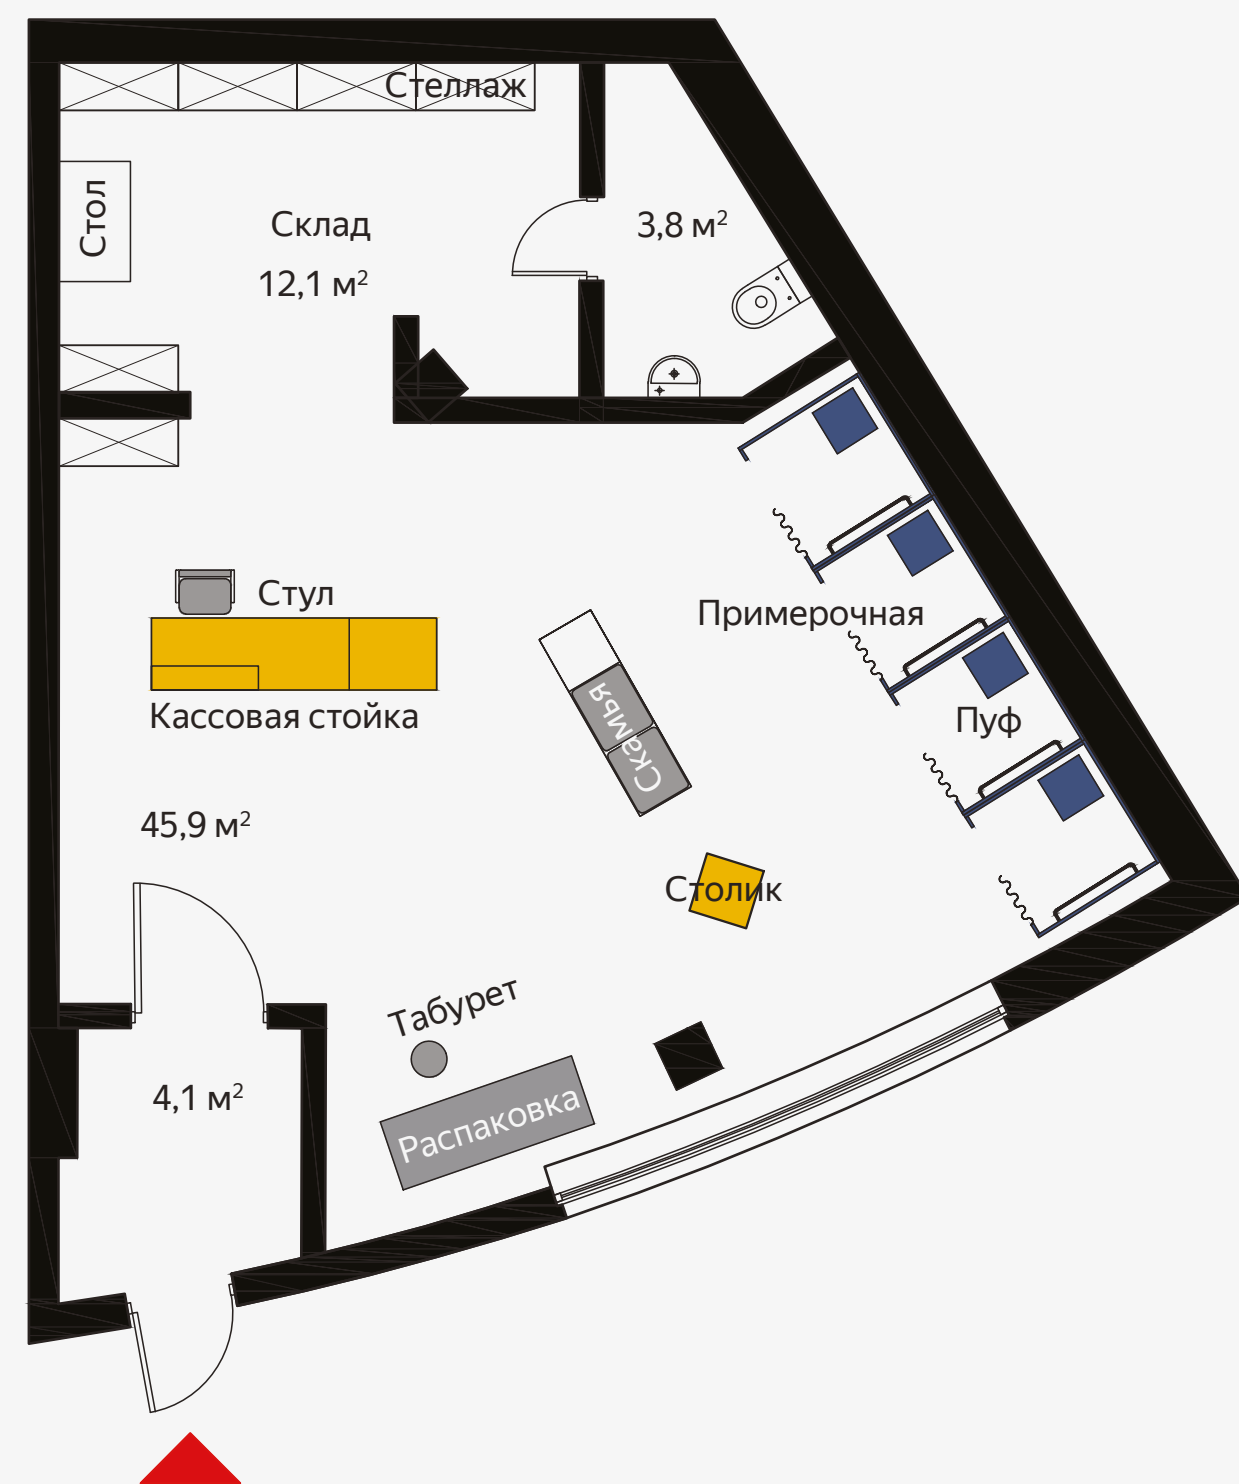 Стеллаж
Стол
Склад
12,1 м²
3,8 м²
Стул
Примерочная
Кассовая стойка
Скамья
Пуф
45,9 м²
Столик
Табурет
4,1 м²
Распаковка